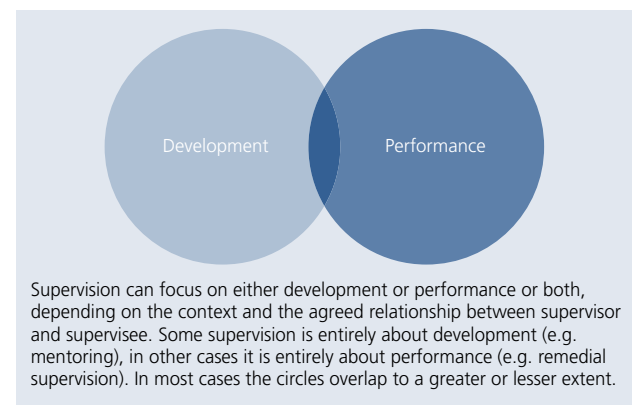 Development
Performance
Supervision can focus on either development or performance or both,
depending on the context and the agreed relationship between supervisor
and supervisee. Some supervision is entirely about development (e.g.
mentoring), in other cases it is entirely about performance (e.g. remedial
supervision). In most cases the circles overlap to a greater or lesser extent.